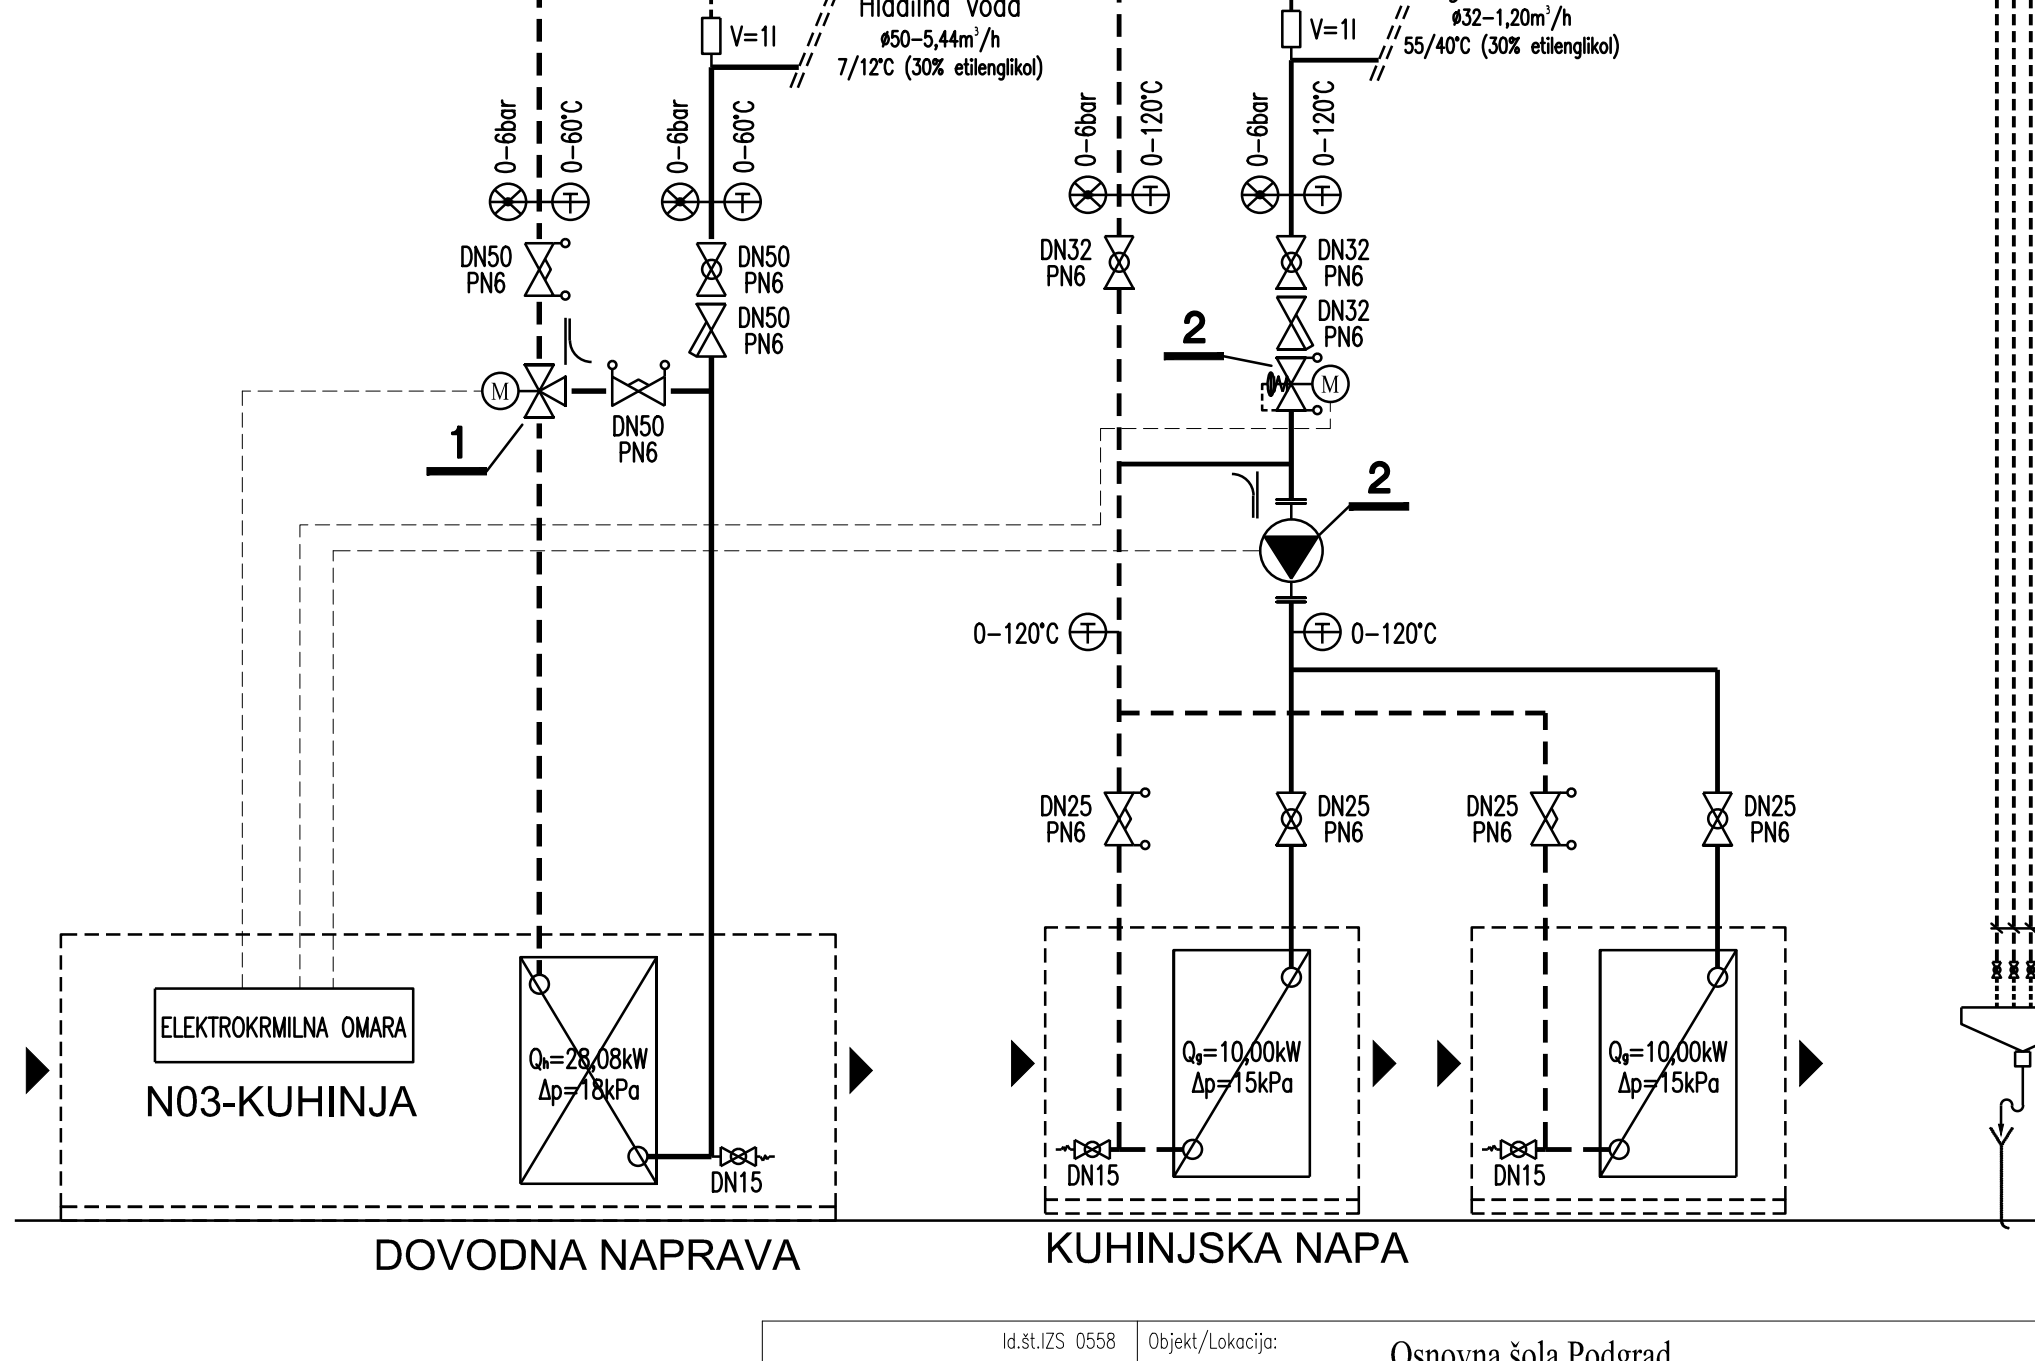 Hladilna voda
ø50-5,44m³/h
7/12°C (30% etilenglikol)
V=1l
ø32-1,20m³/h
55/40°C (30% etilenglikol)
V=1l
0-6bar
0-60°C
0-6bar
0-60°C
0-6bar
0-120°C
0-6bar
0-120°C
T
T
T
T
DN50
PN6
DN50
PN6
DN32
PN6
DN32
PN6
DN50
PN6
DN32
PN6
2
M
M
DN50
PN6
1
2
0-120°C
T
T
0-120°C
DN25
PN6
DN25
PN6
DN25
PN6
DN25
PN6
ELEKTROKRMILNA OMARA
N03-KUHINJA
Qh=28,08kW
Δp=18kPa
Qg=10,00kW
Δp=15kPa
Qg=10,00kW
Δp=15kPa
DN15
DN15
DN15
DOVODNA NAPRAVA
KUHINJSKA NAPA
Id.št.IZS 0558
Objekt/Lokacija:
Osnovna šola Podgrad